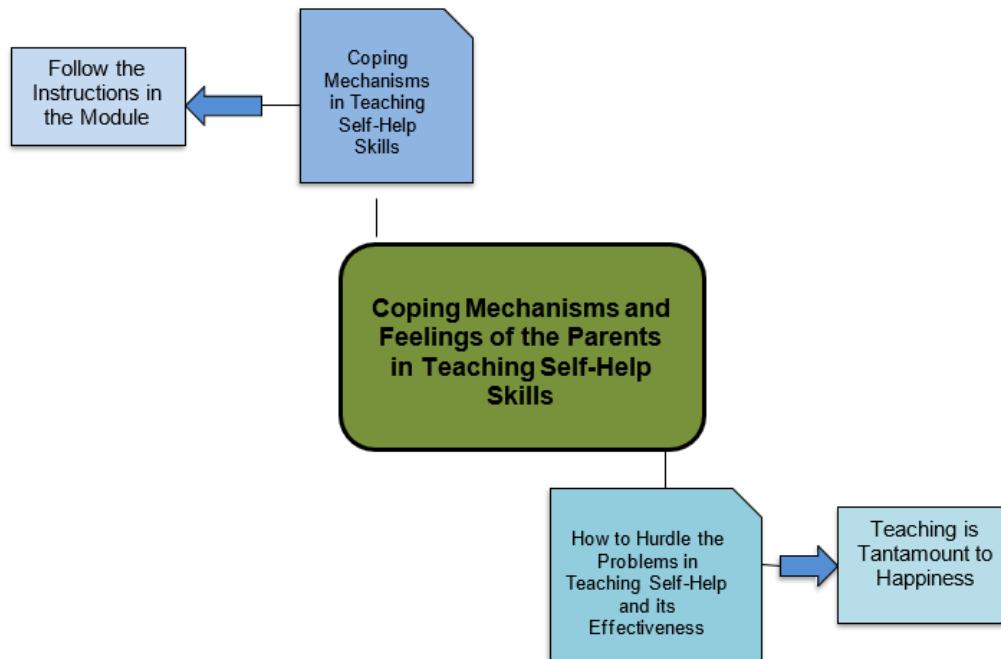 Follow the
Instructions in
the Module
Coping
Mechanisms
in Teaching
Self-Help
Skills
Coping Mechanisms and
Feelings of the Parents
in Teaching Self-Help
Skills
How to Hurdle the
Problems in
Teaching Self-Help
and its
Effectiveness
Teaching is
Tantamount to
Happiness